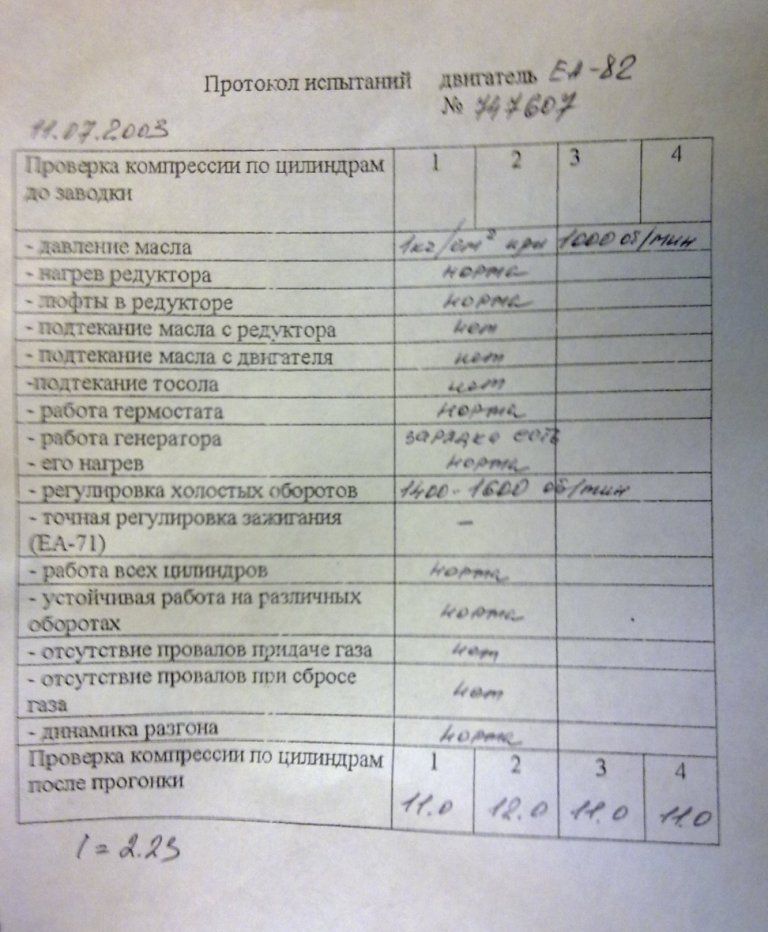 Протокол испытаний двигатель ЕА-82
№ 747607
11.07.2003
Проверка компрессии по цилиндрам 1 2 3 4
до заводки
- давление масла 1кг/см² при 1000 об/мин
- нагрев редуктора норма
- люфты в редукторе норма
- подтекание масла с редуктора нет
- подтекание масла с двигателя нет
-подтекание тосола нет
- работа термостата норма
- работа генератора зарядка есть
- его нагрев норма
- регулировка холостых оборотов 1400-1600 об/мин
- точная регулировка зажигания –
(ЕА-71)
- работа всех цилиндров норма
- устойчивая работа на различных
оборотах норма
- отсутствие провалов придаче газа нет
- отсутствие провалов при сбросе
газа нет
- динамика разгона норма
Проверка компрессии по цилиндрам 1 2 3 4
после прогонки 11.0 12.0 11.0 11.0
i = 2.23